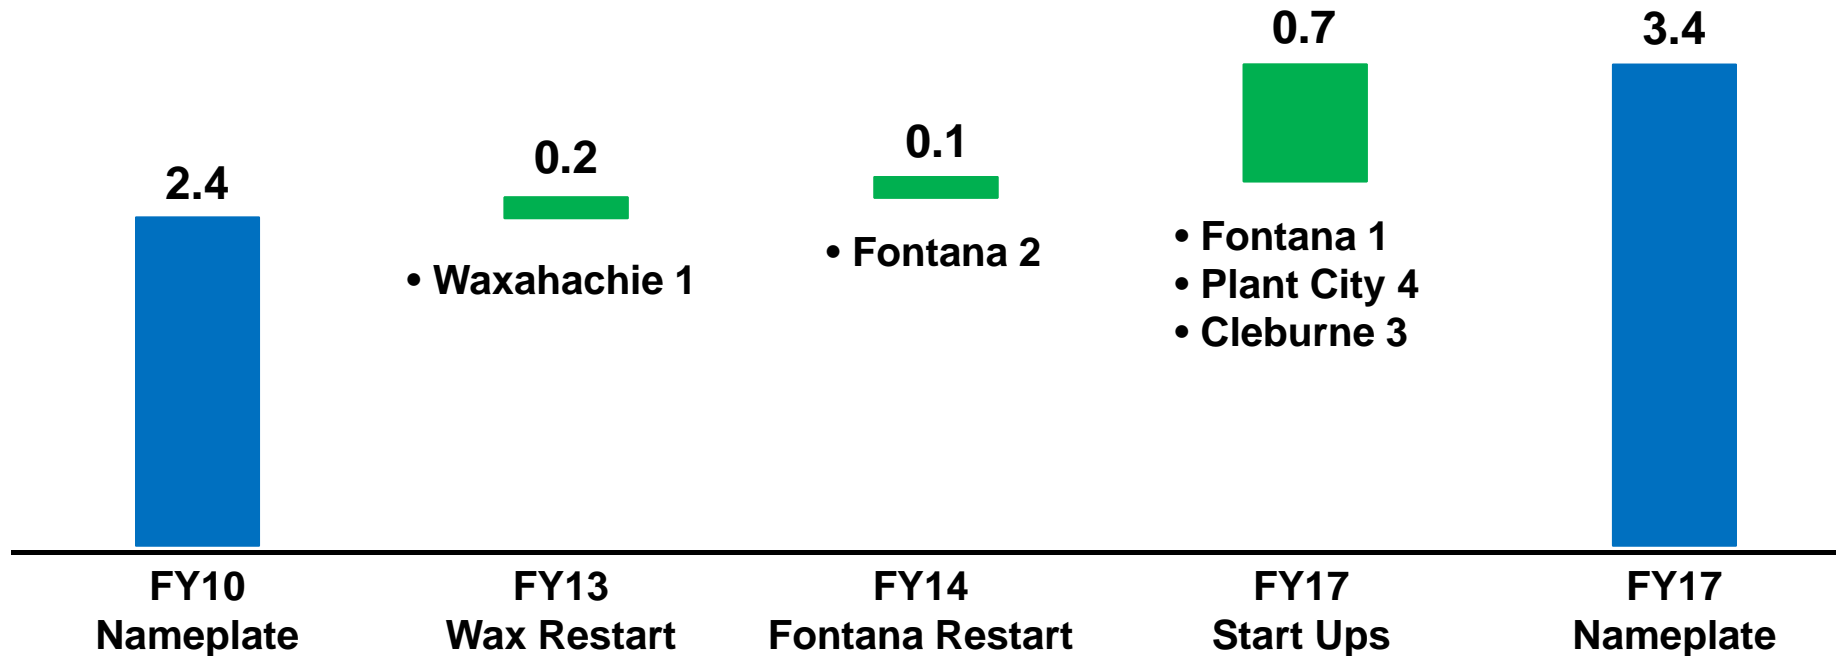 2.4
0.2
0.1
0.7
3.4
• Waxahachie 1
• Fontana 2
• Fontana 1
• Plant City 4
• Cleburne 3
FY10
Nameplate
FY13
Wax Restart
FY14
Fontana Restart
FY17
Start Ups
FY17
Nameplate